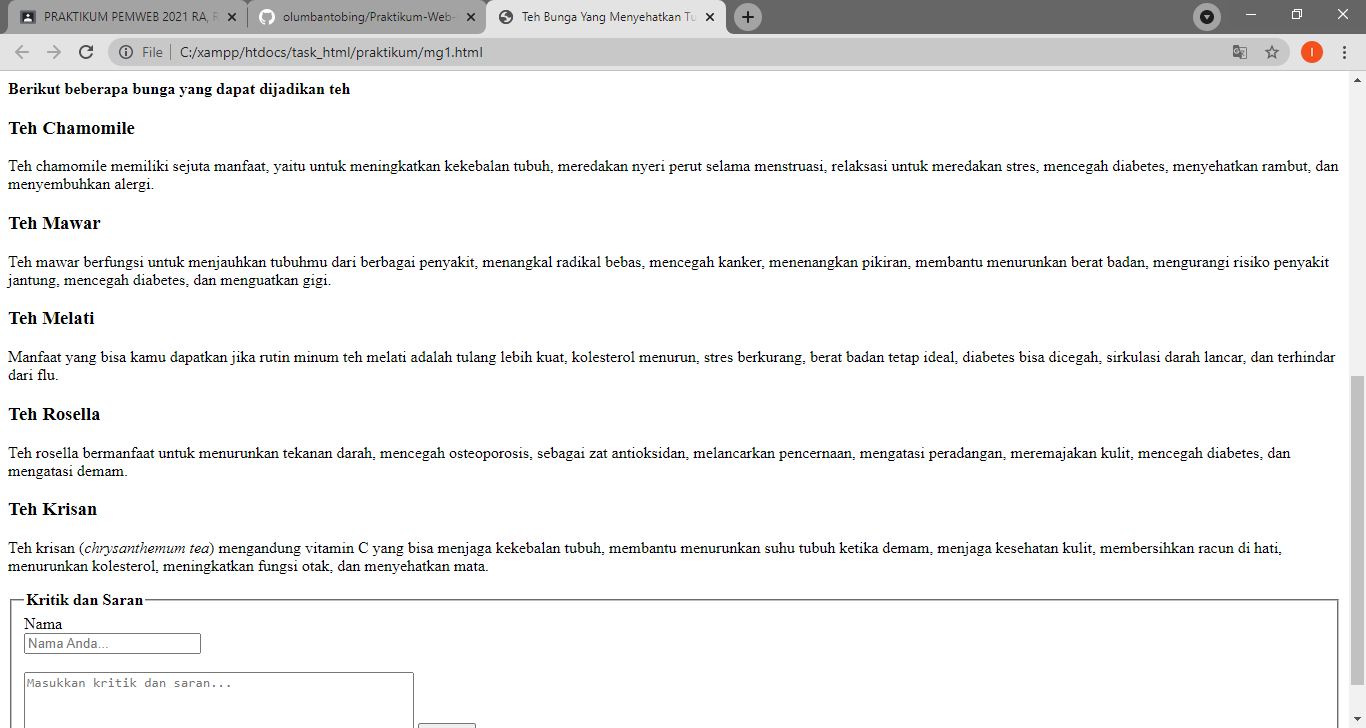 PRAKTIKUM PEMWEB 2021 RA, R
olumbantobing/Praktikum-Web-
Teh Bunga Yang Menyehatkan Tu
File
C:/xampp/htdocs/task_html/praktikum/mg1.html
I
Berikut beberapa bunga yang dapat dijadikan teh
Teh Chamomile
Teh chamomile memiliki sejuta manfaat, yaitu untuk meningkatkan kekebalan tubuh, meredakan nyeri perut selama menstruasi, relaksasi untuk meredakan stres, mencegah diabetes, menyehatkan rambut, dan
menyembuhkan alergi.
Teh Mawar
Teh mawar berfungsi untuk menjauhkan tubuhmu dari berbagai penyakit, menangkal radikal bebas, mencegah kanker, menenangkan pikiran, membantu menurunkan berat badan, mengurangi risiko penyakit
jantung, mencegah diabetes, dan menguatkan gigi.
Teh Melati
Manfaat yang bisa kamu dapatkan jika rutin minum teh melati adalah tulang lebih kuat, kolesterol menurun, stres berkurang, berat badan tetap ideal, diabetes bisa dicegah, sirkulasi darah lancar, dan terhindar
dari flu.
Teh Rosella
Teh rosella bermanfaat untuk menurunkan tekanan darah, mencegah osteoporosis, sebagai zat antioksidan, melancarkan pencernaan, mengatasi peradangan, meremajakan kulit, mencegah diabetes, dan
mengatasi demam.
Teh Krisan
Teh krisan (chrysanthemum tea) mengandung vitamin C yang bisa menjaga kekebalan tubuh, membantu menurunkan suhu tubuh ketika demam, menjaga kesehatan kulit, membersihkan racun di hati,
menurunkan kolesterol, meningkatkan fungsi otak, dan menyehatkan mata.
Kritik dan Saran
Nama
Nama Anda...
Masukkan kritik dan saran...